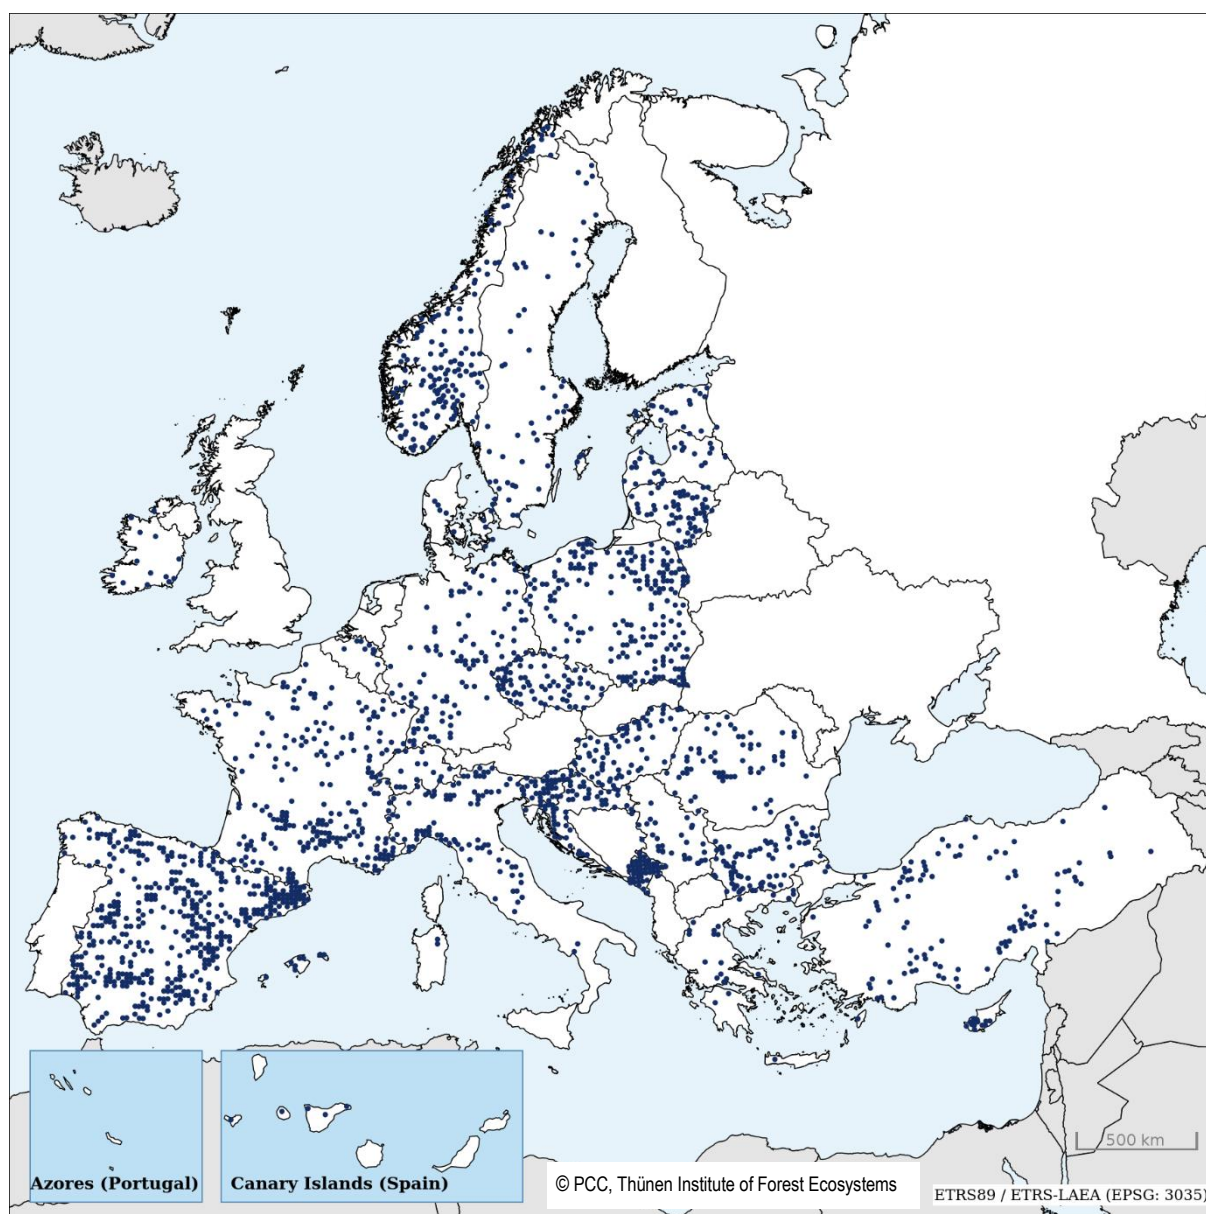 500 km
Azores (Portugal)
Canary Islands (Spain)
© PCC, Thünen Institute of Forest Ecosystems
ETRS89 / ETRS-LAEA (EPSG: 3035)